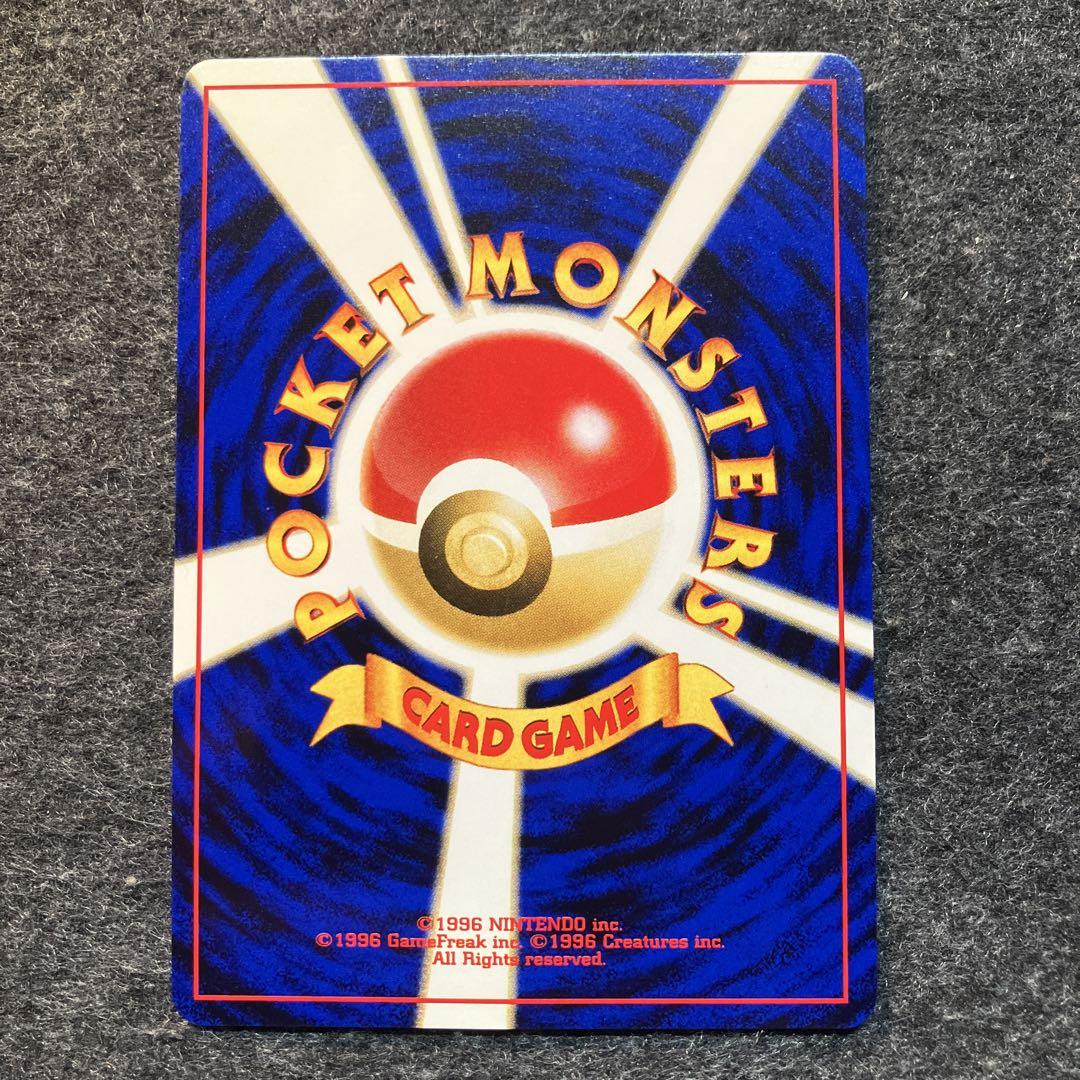 POCKET MONSTERS
CARD GAME
©1996 NINTENDO inc.
©1996 GameFreak inc. ©1996 Creatures inc.
All Rights reserved.